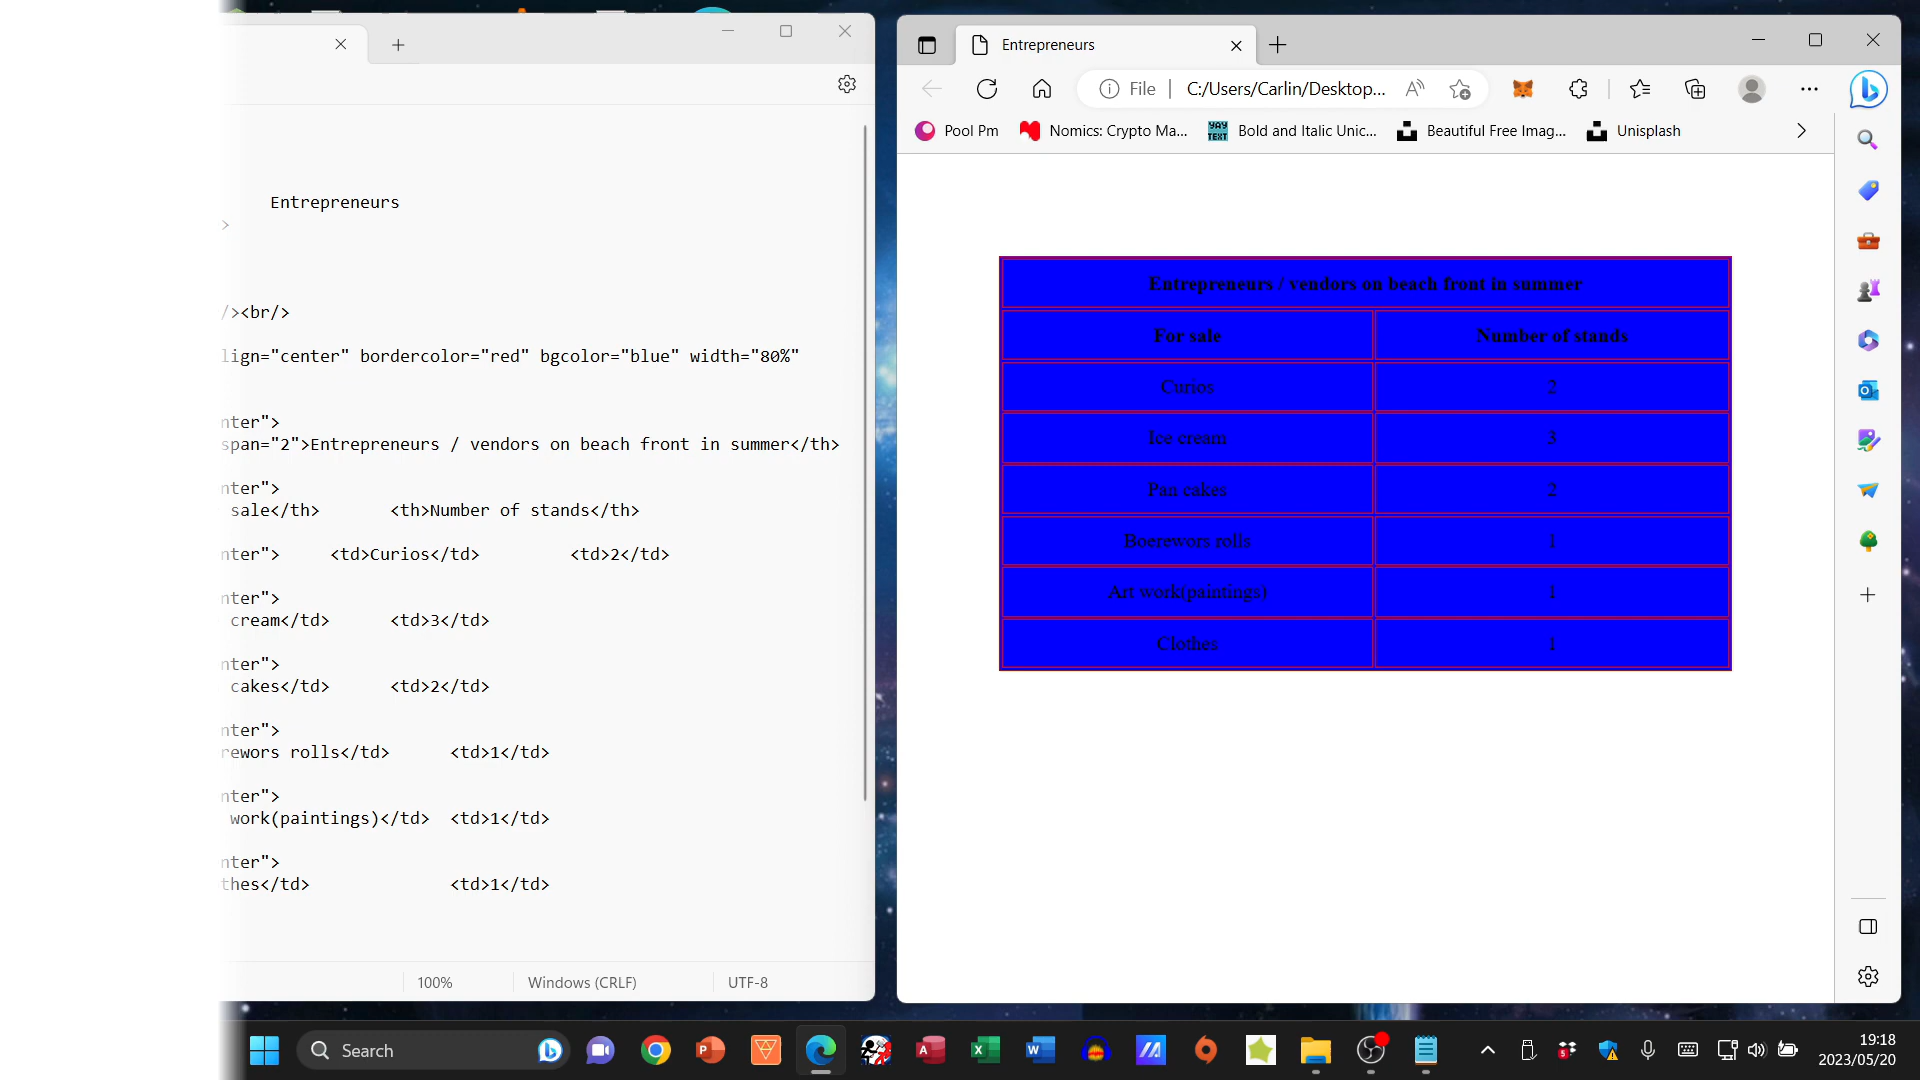 Entrepreneurs
>
/><br/>
lign="center" bordercolor="red" bgcolor="blue" width="80%"
nter">
span="2">Entrepreneurs / vendors on beach front in summer</th>
nter">
sale</th> <th>Number of stands</th>
nter"> <td>Curios</td> <td>2</td>
nter">
cream</td> <td>3</td>
nter">
cakes</td> <td>2</td>
nter">
rewors rolls</td> <td>1</td>
nter">
work(paintings)</td> <td>1</td>
nter">
thes</td> <td>1</td>
100% Windows (CRLF) UTF-8
Entrepreneurs
File C:/Users/Carlin/Desktop...
Pool Pm Nomics: Crypto Ma... YAY TEXT Bold and Italic Unic... Beautiful Free Imag... Unisplash
Entrepreneurs / vendors on beach front in summer
For sale Number of stands
Curios 2
Ice cream 3
Pan cakes 2
Boerewors rolls 1
Art work(paintings) 1
Clothes 1
Search
19:18
2023/05/20